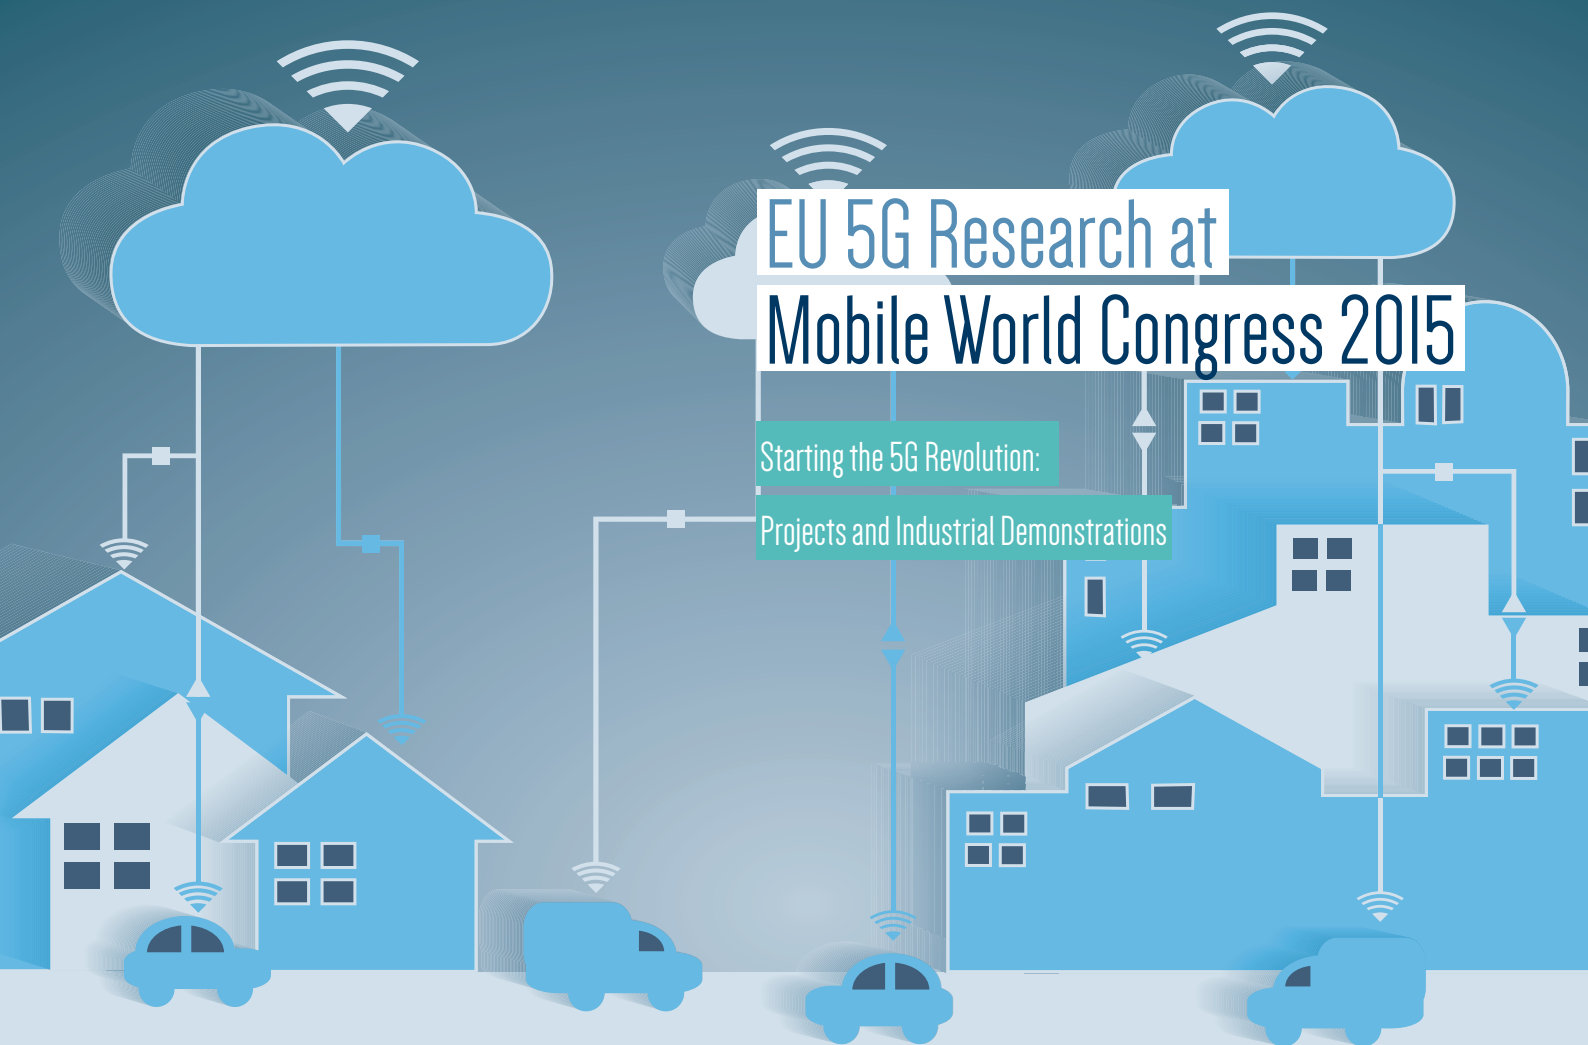 EU 5G Research at
Mobile World Congress 2015
Starting the 5G Revolution:
Projects and Industrial Demonstrations